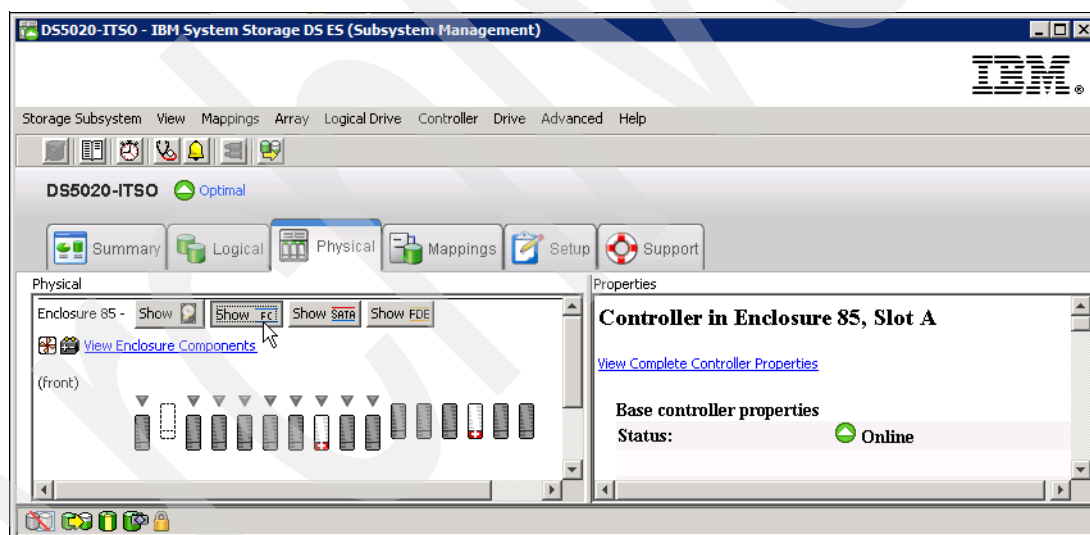 DS5020-ITSO - IBM System Storage DS ES (Subsystem Management)
IBM®
Storage Subsystem View Mappings Array Logical Drive Controller Drive Advanced Help
DS5020-ITSO Optimal
Summary Logical Physical Mappings Setup Support
Physical
Enclosure 85 - Show Show FC Show SATA Show FDE
View Enclosure Components
(front)
Properties
Controller in Enclosure 85, Slot A
View Complete Controller Properties
Base controller properties
Status: Online